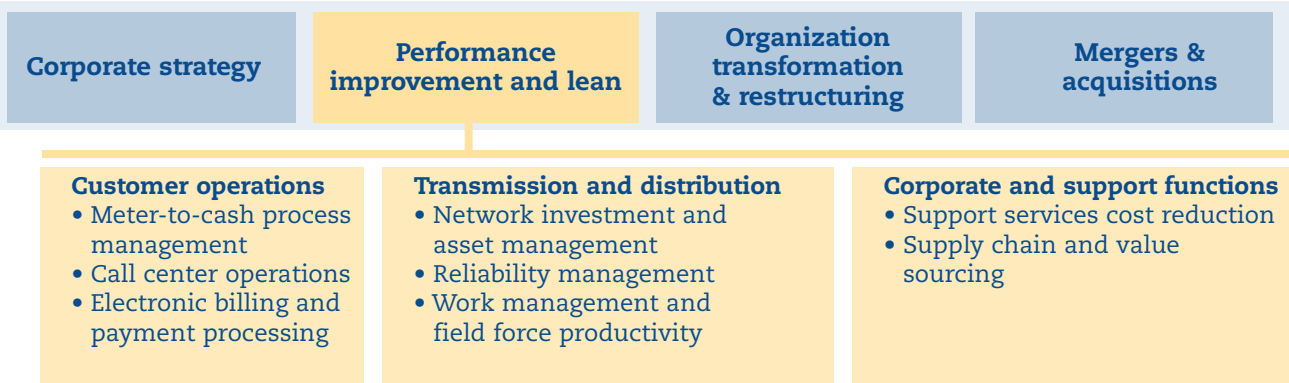 Corporate strategy
Performance
improvement and lean
Organization
transformation
& restructuring
Mergers &
acquisitions
Customer operations
• Meter-to-cash process
management
• Call center operations
• Electronic billing and
payment processing
Transmission and distribution
• Network investment and
asset management
• Reliability management
• Work management and
field force productivity
Corporate and support functions
• Support services cost reduction
• Supply chain and value
sourcing